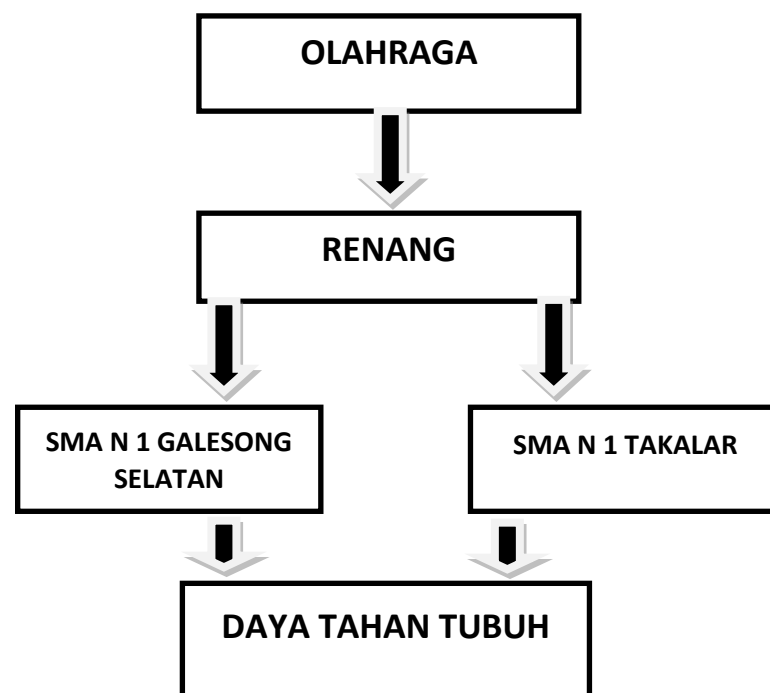 OLAHRAGA
RENANG
SMA N 1 GALESONG
SELATAN
SMA N 1 TAKALAR
DAYA TAHAN TUBUH